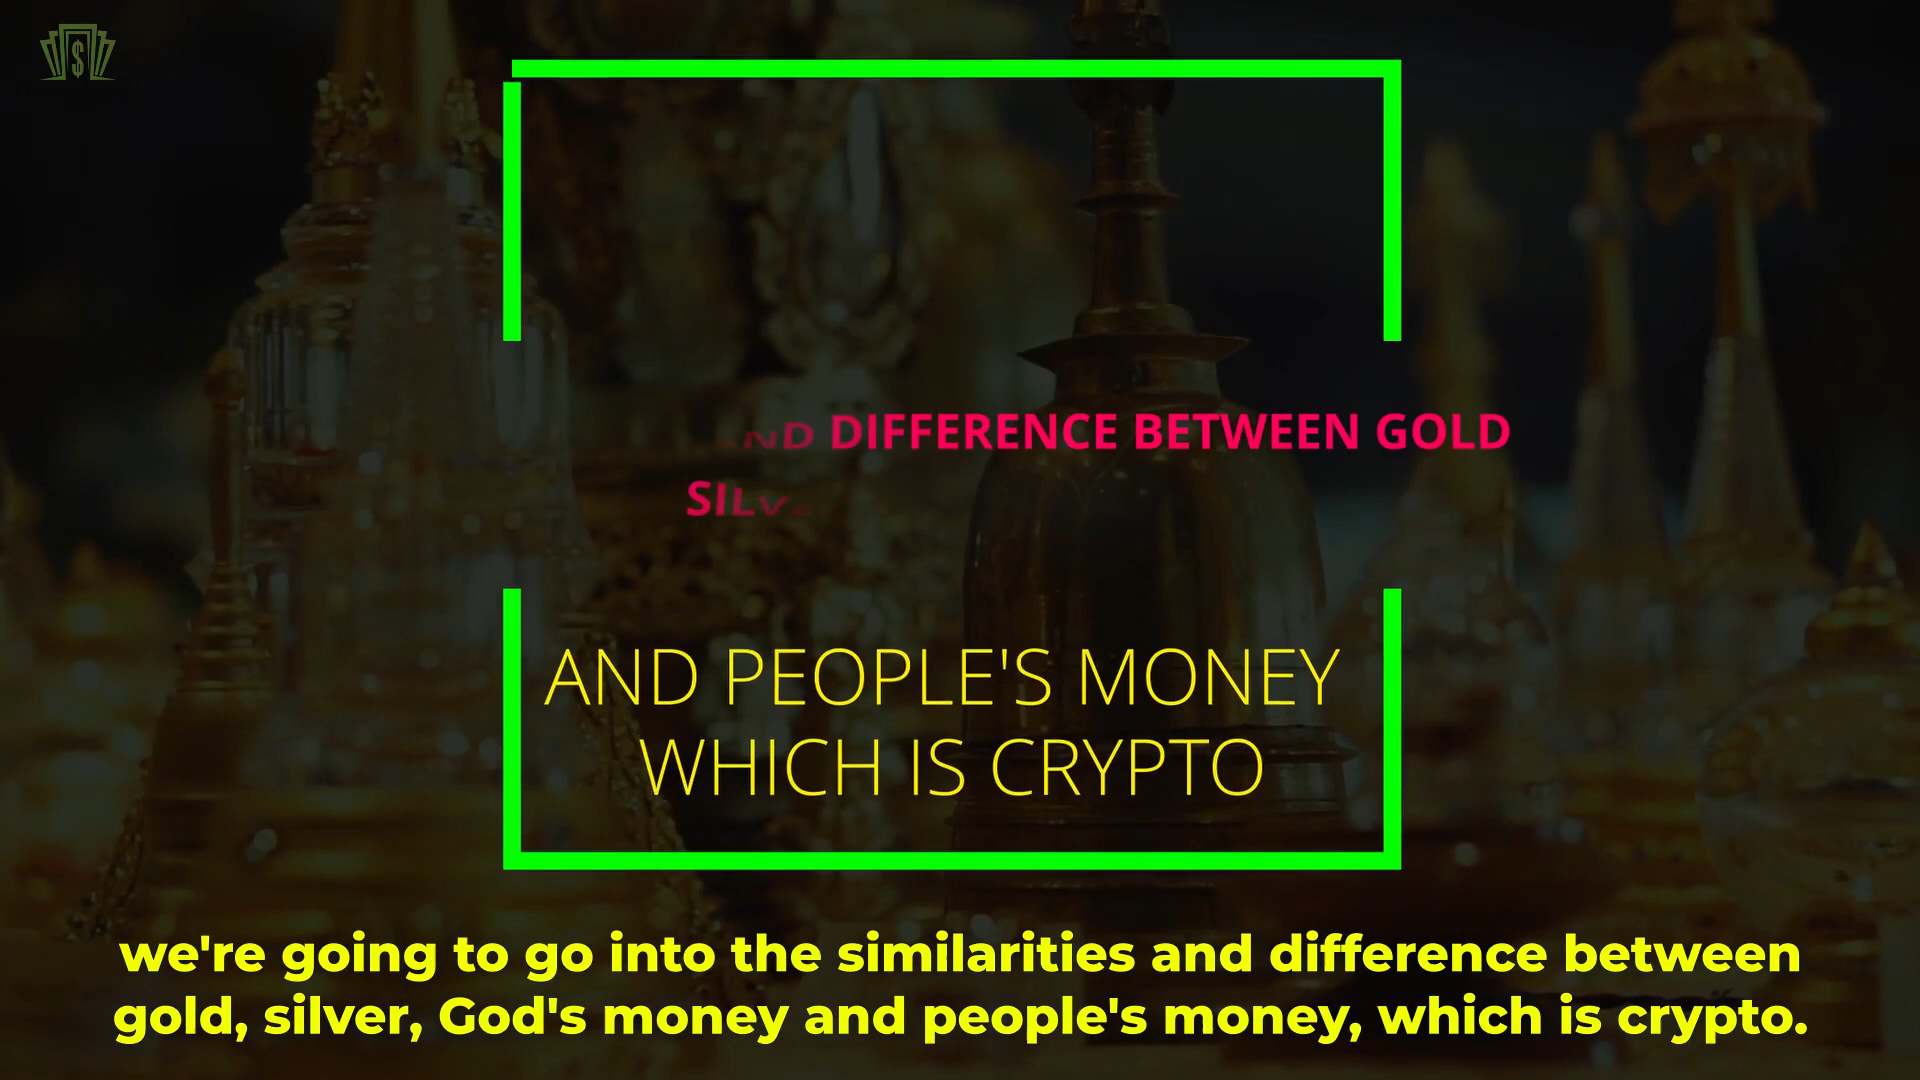 $
DIFFERENCE BETWEEN GOLD
AND PEOPLE'S MONEY
WHICH IS CRYPTO
we're going to go into the similarities and difference between
gold, silver, God's money and people's money, which is crypto.